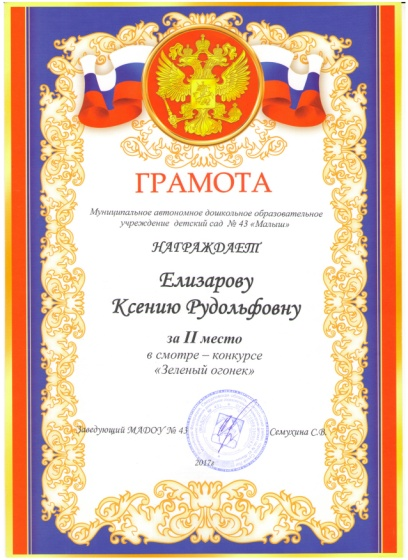 ГРАМОТА
Муниципальное автономное дошкольное образовательное
учреждение детский сад № 43 «Малыш»
НАГРАЖДАЕТ
Елизарову
Ксению Рудольфовну
за II место
в смотре – конкурсе
«Зеленый огонек»
Заведующий МАДОУ № 43 Семухина С.В.
2017г